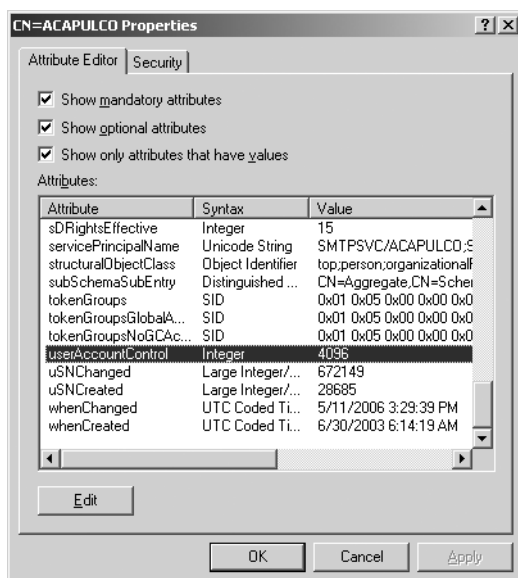 CN=ACAPULCO Properties
Attribute Editor Security
Show mandatory attributes
Show optional attributes
Show only attributes that have values
Attributes:
Attribute Syntax Value
sDRightsEffective Integer 15
servicePrincipalName Unicode String SMTPSVC/ACAPULCO;S
structuralObjectClass Object Identifier top;person;organizationalF
subSchemaSubEntry Distinguished ... CN=Aggregate,CN=Scher
tokenGroups SID 0x01 0x05 0x00 0x00 0x0
tokenGroupsGlobalA... SID 0x01 0x05 0x00 0x00 0x0
tokenGroupsNoGCAc... SID 0x01 0x05 0x00 0x00 0x0
userAccountControl Integer 4096
uSNChanged Large Integer/... 672149
uSNCreated Large Integer/... 28685
whenChanged UTC Coded Ti... 5/11/2006 3:29:39 PM
whenCreated UTC Coded Ti... 6/30/2003 6:14:19 AM
Edit
OK Cancel Apply